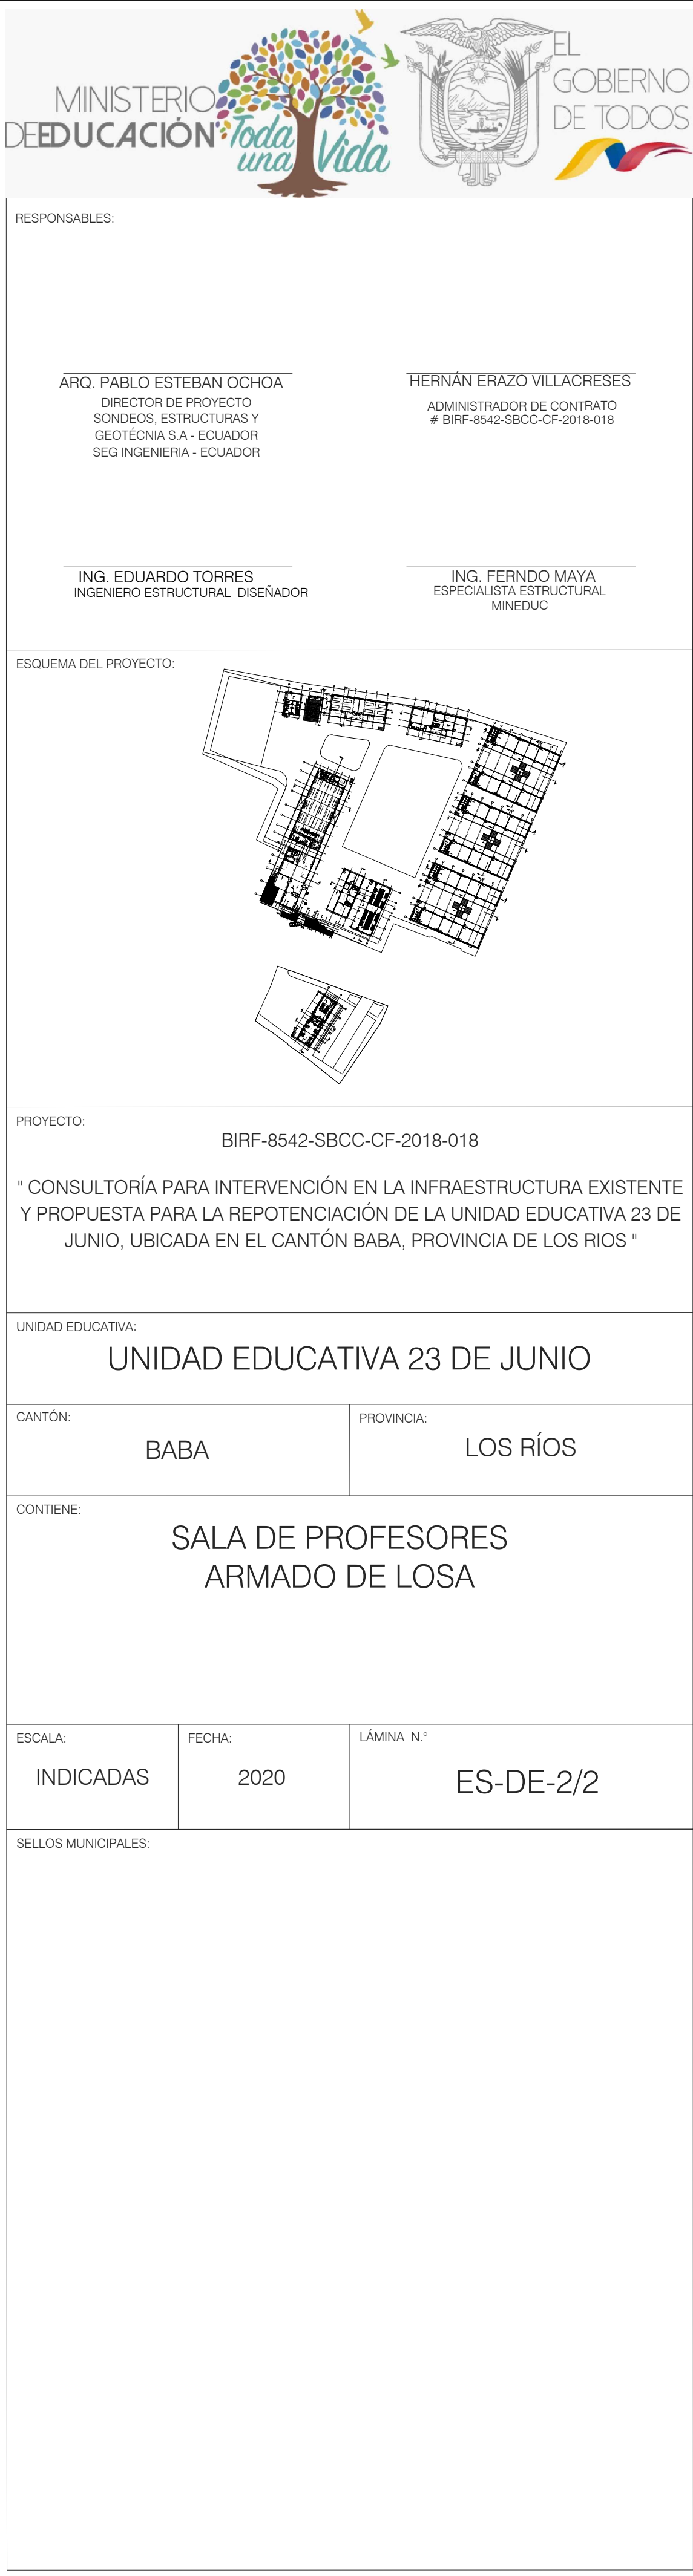 MINISTERIO
DE EDUCACIÓN
Toda
una Vida
EL
GOBIERNO
DE TODOS
RESPONSABLES:
ARQ. PABLO ESTEBAN OCHOA
DIRECTOR DE PROYECTO
SONDEOS, ESTRUCTURAS Y
GEOTÉCNIA S.A - ECUADOR
SEG INGENIERIA - ECUADOR
HERNÁN ERAZO VILLACRESES
ADMINISTRADOR DE CONTRATO
# BIRF-8542-SBCC-CF-2018-018
ING. EDUARDO TORRES
INGENIERO ESTRUCTURAL DISEÑADOR
ING. FERNDO MAYA
ESPECIALISTA ESTRUCTURAL
MINEDUC
ESQUEMA DEL PROYECTO:
PROYECTO:
BIRF-8542-SBCC-CF-2018-018
" CONSULTORÍA PARA INTERVENCIÓN EN LA INFRAESTRUCTURA EXISTENTE
Y PROPUESTA PARA LA REPOTENCIACIÓN DE LA UNIDAD EDUCATIVA 23 DE
JUNIO, UBICADA EN EL CANTÓN BABA, PROVINCIA DE LOS RIOS "
UNIDAD EDUCATIVA:
UNIDAD EDUCATIVA 23 DE JUNIO
CANTÓN:
BABA
PROVINCIA:
LOS RÍOS
CONTIENE:
SALA DE PROFESORES
ARMADO DE LOSA
ESCALA:
INDICADAS
FECHA:
2020
LÁMINA N.°
ES-DE-2/2
SELLOS MUNICIPALES: